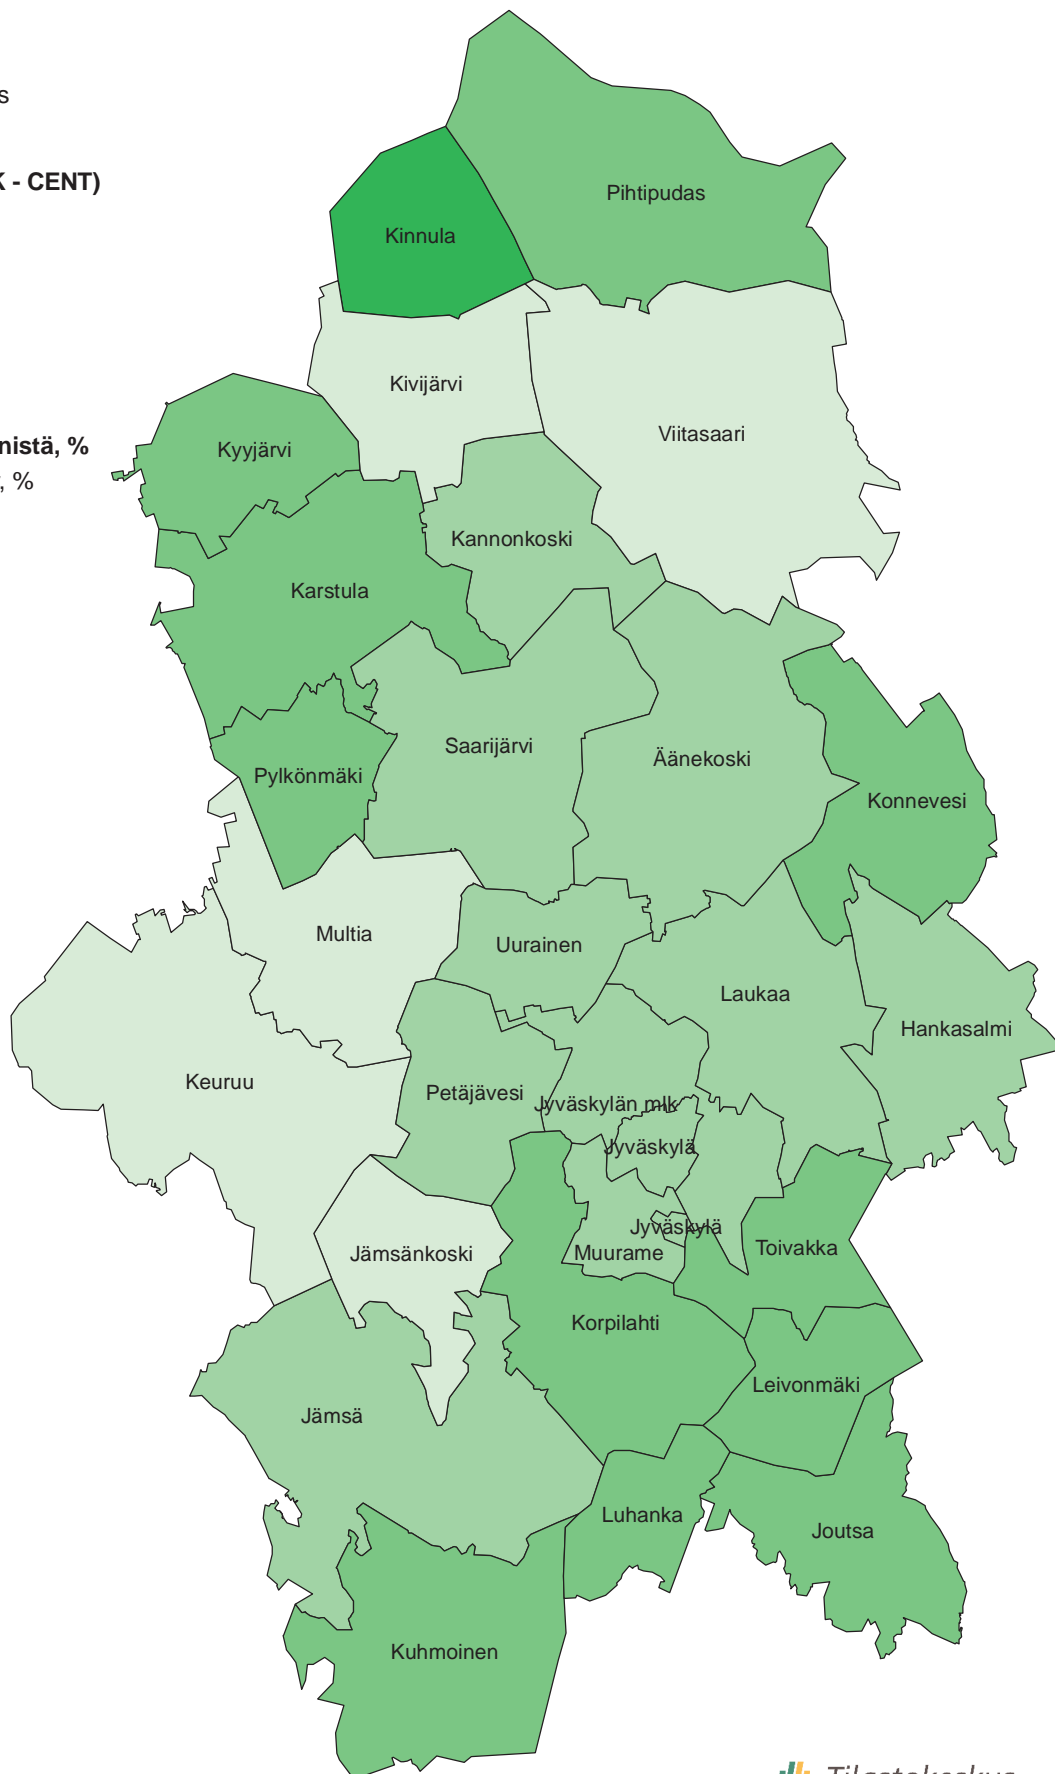 s
K - CENT)
Pihtipudas
Kinnula
Kivijärvi
Viitasaari
nistä, %
, %
Kyyjärvi
Kannonkoski
Karstula
Saarijärvi
Äänekoski
Pylkönmäki
Konnevesi
Multia
Uurainen
Laukaa
Hankasalmi
Keuruu
Petäjävesi
Jyväskylän mlk
Jyväskylä
Jyväskylä
Toivakka
Jämsänkoski
Muurame
Korpilahti
Leivonmäki
Jämsä
Luhanka
Joutsa
Kuhmoinen
Tilastokeskus